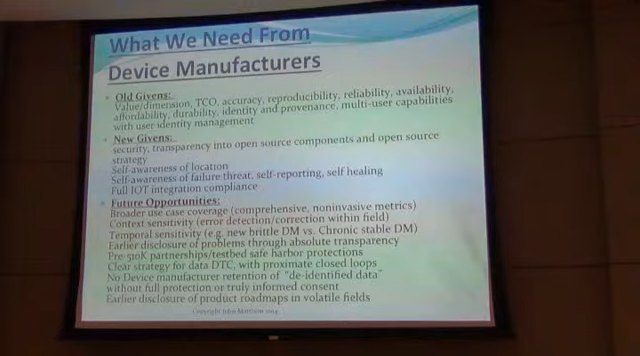 What We Need From
Device Manufacturers
• Old Givens:
Value/dimension, TCO, accuracy, reproducibility, reliability, availability,
affordability, durability, identity and provenance, multi-user capabilities
with user identity management
• New Givens:
security, transparency into open source components and open source
strategy
Self-awareness of location
Self-awareness of failure threat, self-reporting, self healing
Full IOT integration compliance
• Future Opportunities:
Broader use case coverage (comprehensive, noninvasive metrics)
Context sensitivity (error detection/correction within field)
Temporal sensitivity (e.g. new brittle DM vs. Chronic stable DM)
Earlier disclosure of problems through absolute transparency
Pre-510K partnerships/testbed safe harbor protections
Clear strategy for data DTC, with proximate closed loops
No Device manufacturer retention of "de-identified data"
without full protection or truly informed consent
Earlier disclosure of product roadmaps in volatile fields
Copyright John